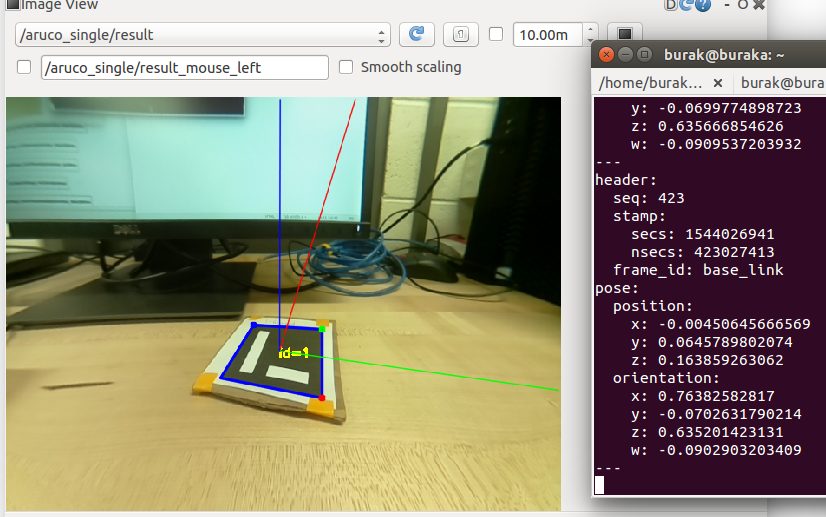 Image View
D
- O
/aruco_single/result
10.00m
/aruco_single/result_mouse_left
Smooth scaling
DELL
id=1
burak@buraka: ~
/home/burak... ×
burak@bura
y: -0.0699774898723
z: 0.635666854626
w: -0.0909537203932
---
header:
seq: 423
stamp:
secs: 1544026941
nsecs: 423027413
frame_id: base_link
pose:
position:
x: -0.00450645666569
y: 0.0645789802074
z: 0.163859263062
orientation:
x: 0.76382582817
y: -0.0702631790214
z: 0.635201423131
w: -0.0902903203409
---